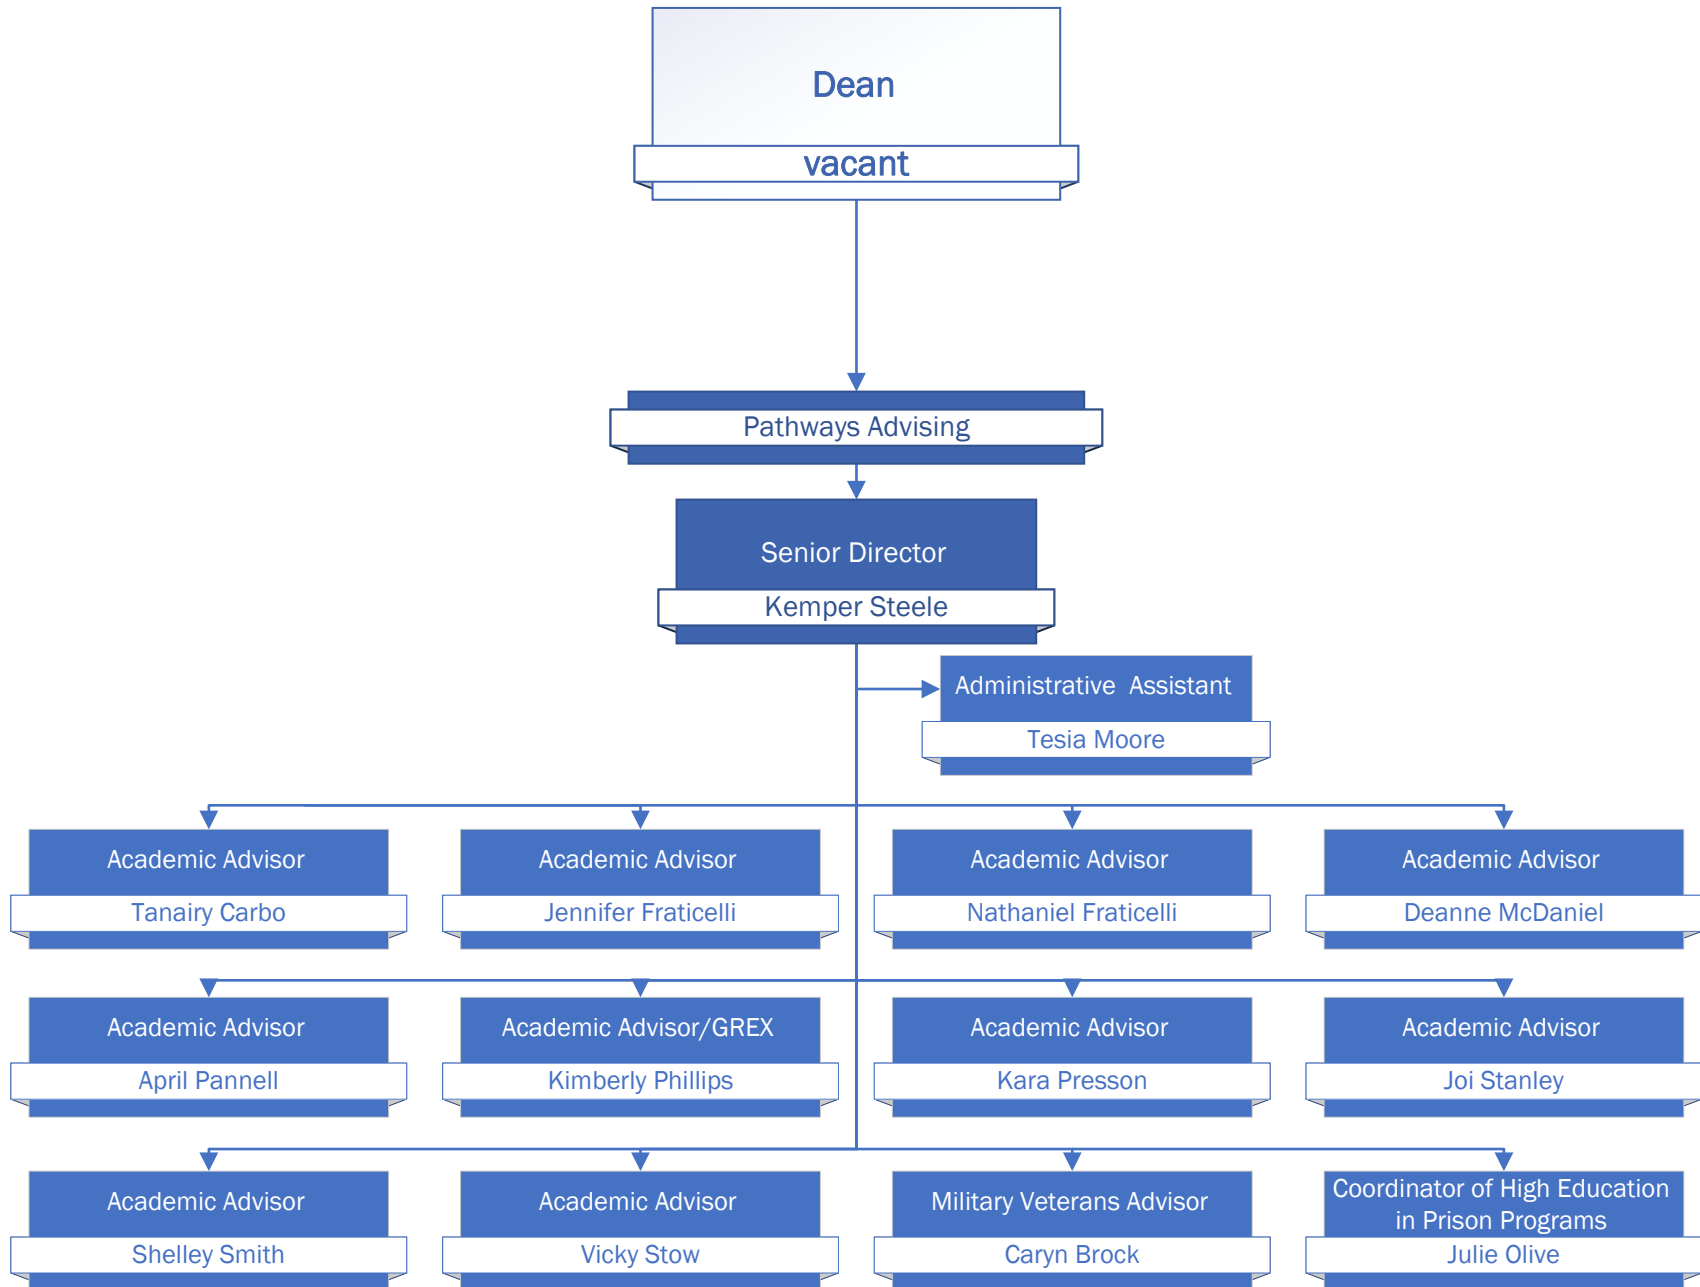 Dean
vacant
Pathways Advising
Senior Director
Kemper Steele
Administrative  Assistant
Tesia Moore
Academic Advisor
Tanairy Carbo
Academic Advisor
Jennifer Fraticelli
Academic Advisor
Nathaniel Fraticelli
Academic Advisor
Deanne McDaniel
Academic Advisor
April Pannell
Academic Advisor/GREX
Kimberly Phillips
Academic Advisor
Kara Presson
Academic Advisor
Joi Stanley
Academic Advisor
Shelley Smith
Academic Advisor
Vicky Stow
Military Veterans Advisor
Caryn Brock
Coordinator of High Education
in Prison Programs
Julie Olive